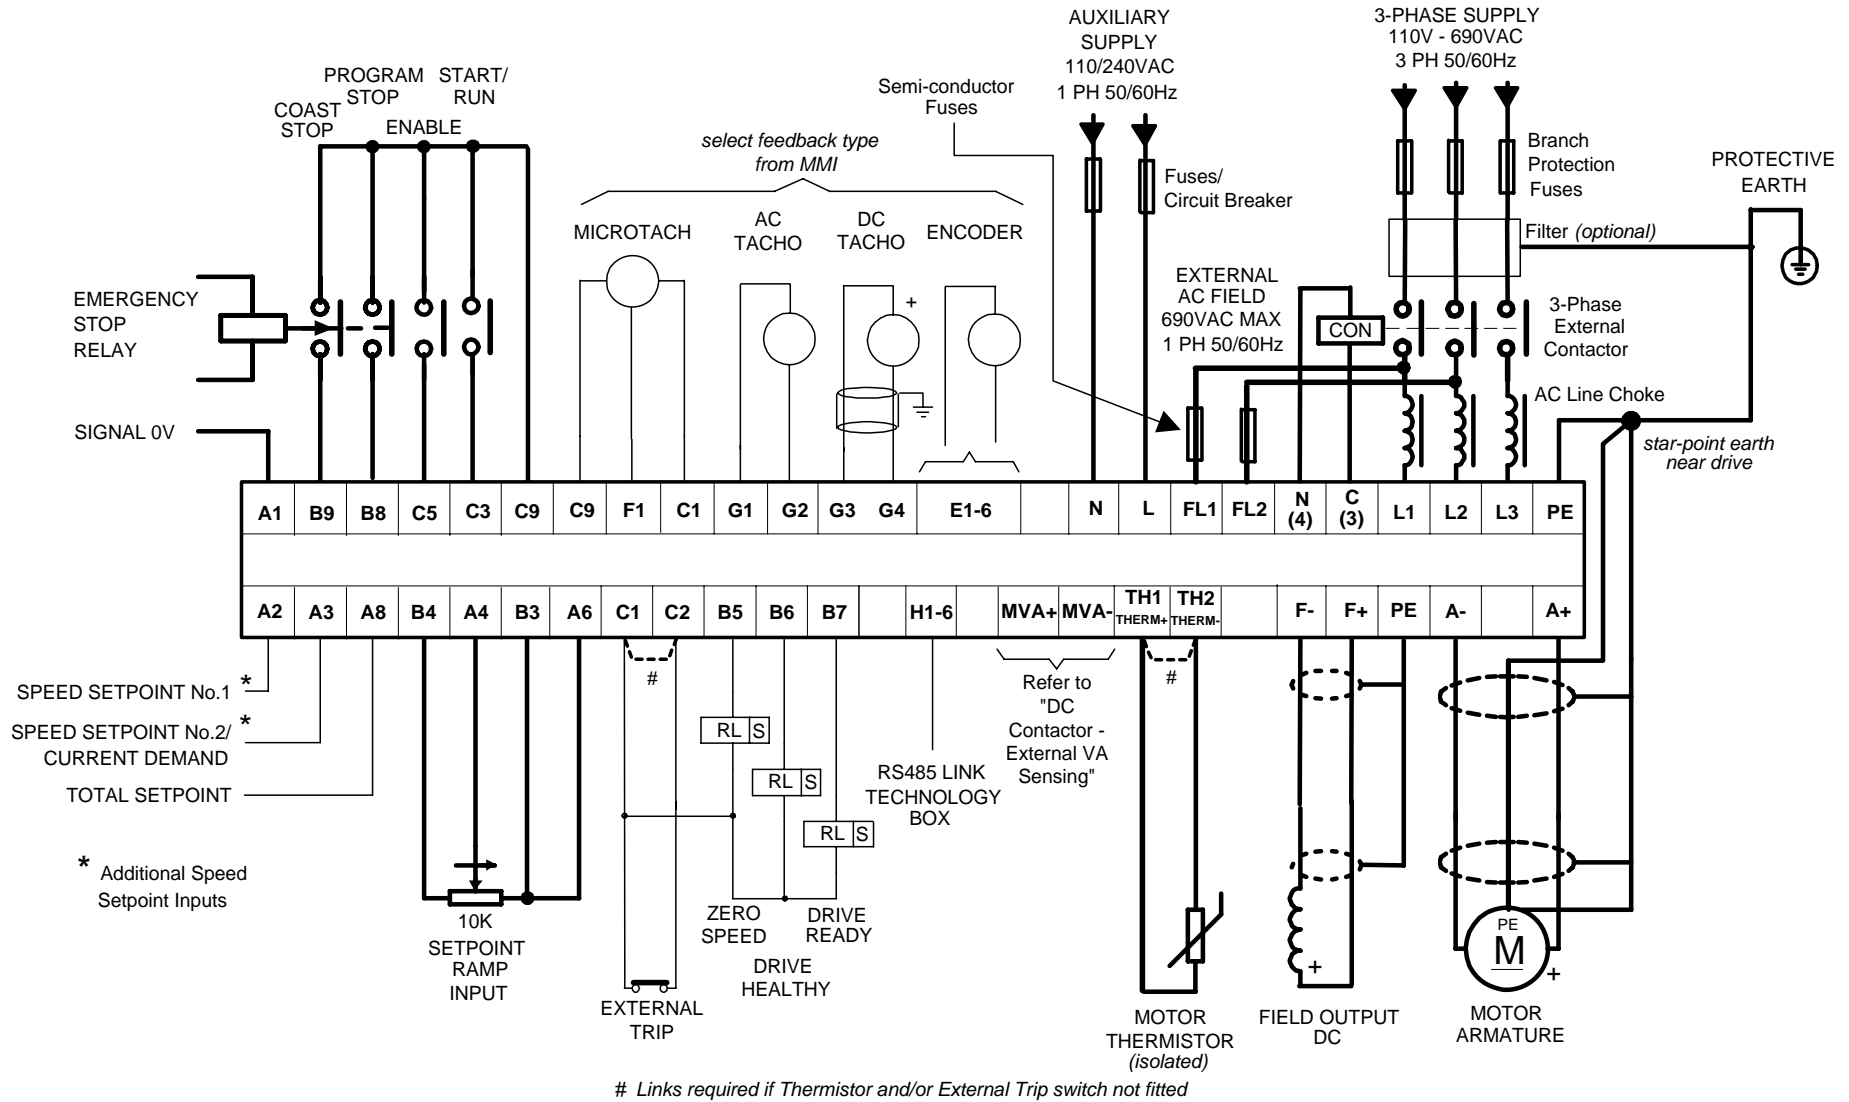 AUXILIARY
SUPPLY
110/240VAC
1 PH 50/60Hz
3-PHASE SUPPLY
110V - 690VAC
3 PH 50/60Hz
PROGRAM
STOP
START/
RUN
COAST
STOP
ENABLE
Semi-conductor
Fuses
select feedback type
from MMI
Fuses/
Circuit Breaker
Branch
Protection
Fuses
PROTECTIVE
EARTH
MICROTACH
AC
TACHO
DC
TACHO
ENCODER
Filter (optional)
EMERGENCY
STOP
RELAY
+
EXTERNAL
AC FIELD
690VAC MAX
1 PH 50/60Hz
CON
3-Phase
External
Contactor
AC Line Choke
SIGNAL 0V
star-point earth
near drive
A1 B9 B8 C5 C3 C9 C9 F1 C1 G1 G2 G3 G4 E1-6 N L FL1 FL2 N (4) C (3) L1 L2 L3 PE
A2 A3 A8 B4 A4 B3 A6 C1 C2 B5 B6 B7 H1-6 MVA+ MVA- TH1 THERM+ TH2 THERM- F- F+ PE A- A+
SPEED SETPOINT No.1 *
SPEED SETPOINT No.2/ *
CURRENT DEMAND
TOTAL SETPOINT
* Additional Speed
Setpoint Inputs
10K
SETPOINT
RAMP
INPUT
#
RL S
RL S
RL S
ZERO
SPEED
DRIVE
READY
DRIVE
HEALTHY
EXTERNAL
TRIP
RS485 LINK
TECHNOLOGY
BOX
Refer to
"DC
Contactor -
External VA
Sensing"
#
MOTOR
THERMISTOR
(isolated)
+
FIELD OUTPUT
DC
PE
M
+
MOTOR
ARMATURE
# Links required if Thermistor and/or External Trip switch not fitted